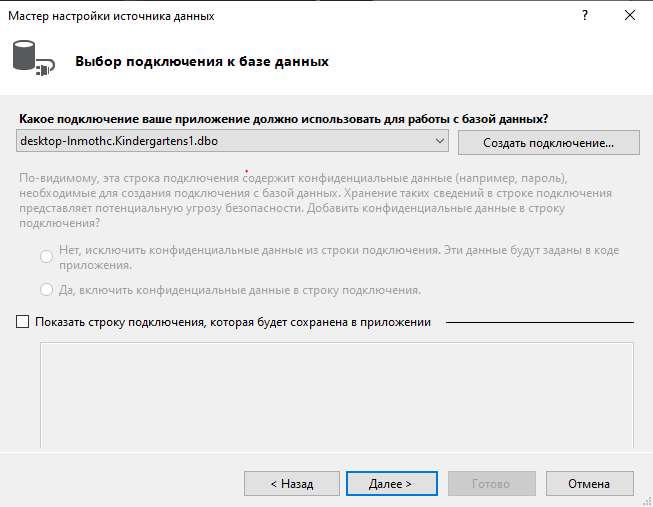 Мастер настройки источника данных
?
Выбор подключения к базе данных
Какое подключение ваше приложение должно использовать для работы с базой данных?
desktop-lnmothc.Kindergartens1.dbo
Создать подключение...
По-видимому, эта строка подключения содержит конфиденциальные данные (например, пароль),
необходимые для создания подключения с базой данных. Хранение таких сведений в строке подключения
представляет потенциальную угрозу безопасности. Добавить конфиденциальные данные в строку
подключения?
Нет, исключить конфиденциальные данные из строки подключения. Эти данные будут заданы в коде
приложения.
Да, включить конфиденциальные данные в строку подключения.
Показать строку подключения, которая будет сохранена в приложении
< Назад
Далее >
Готово
Отмена